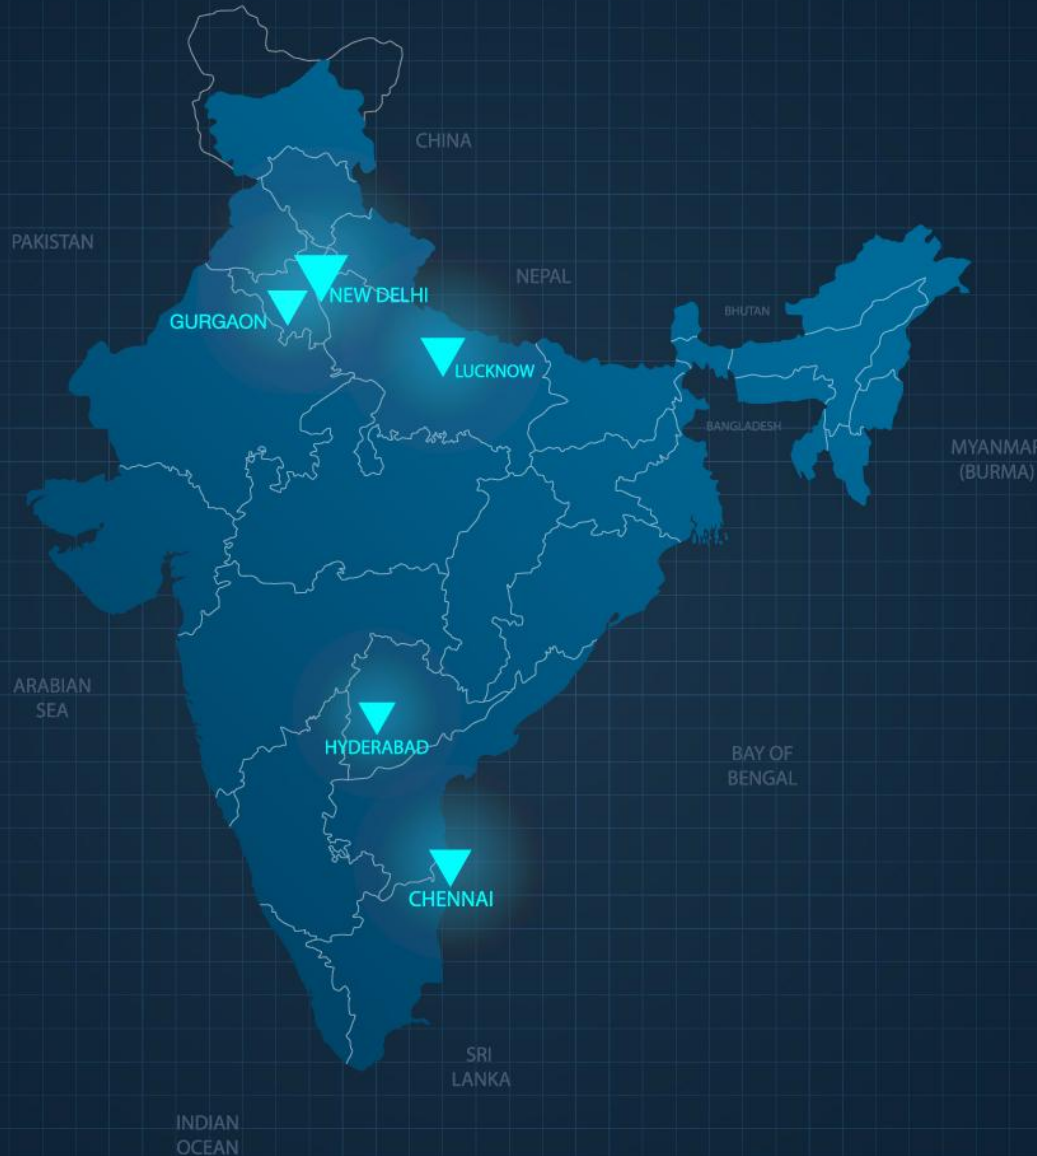 CHINA
PAKISTAN
NEPAL
NEW DELHI
BHUTAN
GURGAON
LUCKNOW
BANGLADESH
MYANMAR
(BURMA)
ARABIAN
SEA
HYDERABAD
BAY OF
BENGAL
CHENNAI
SRI
LANKA
INDIAN
OCEAN